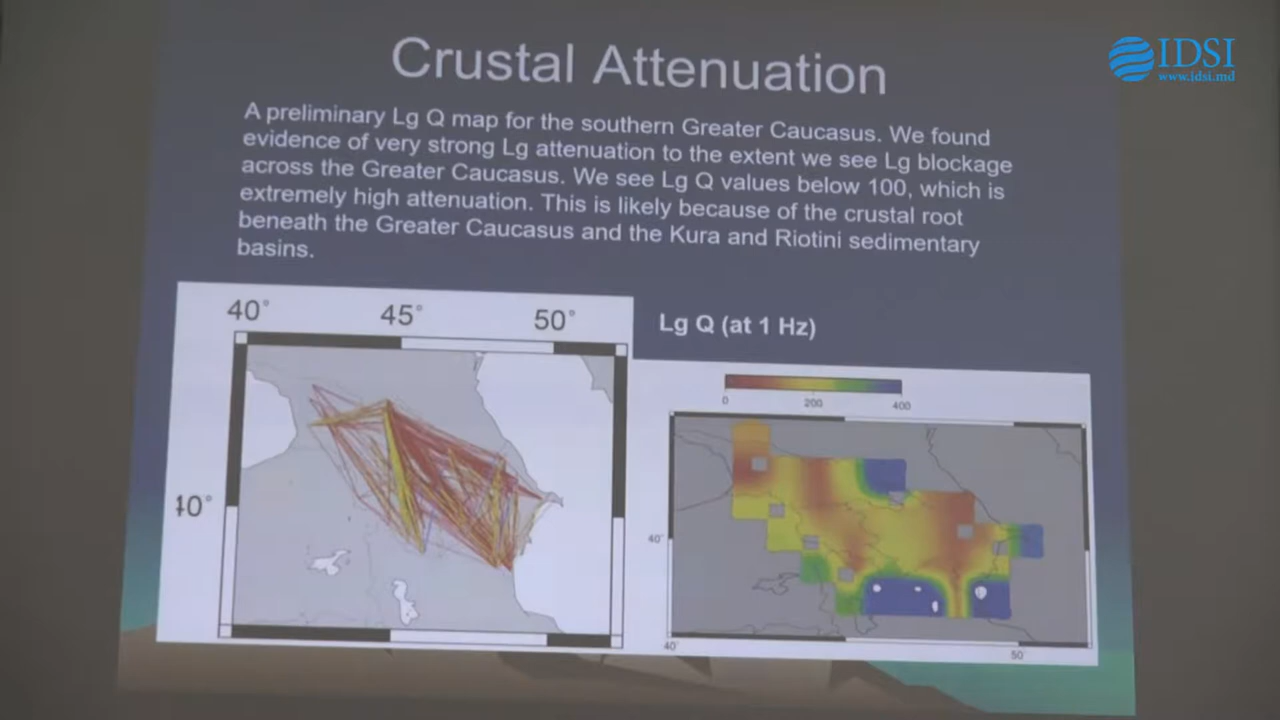 Crustal Attenuation
IDSI
www.idsi.md
A preliminary Lg Q map for the southern Greater Caucasus. We found
evidence of very strong Lg attenuation to the extent we see Lg blockage
across the Greater Caucasus. We see Lg Q values below 100, which is
extremely high attenuation. This is likely because of the crustal root
beneath the Greater Caucasus and the Kura and Riotini sedimentary
basins.
40° 45° 50°
Lg Q (at 1 Hz)
0 200 400
40°
40°
40° 50°